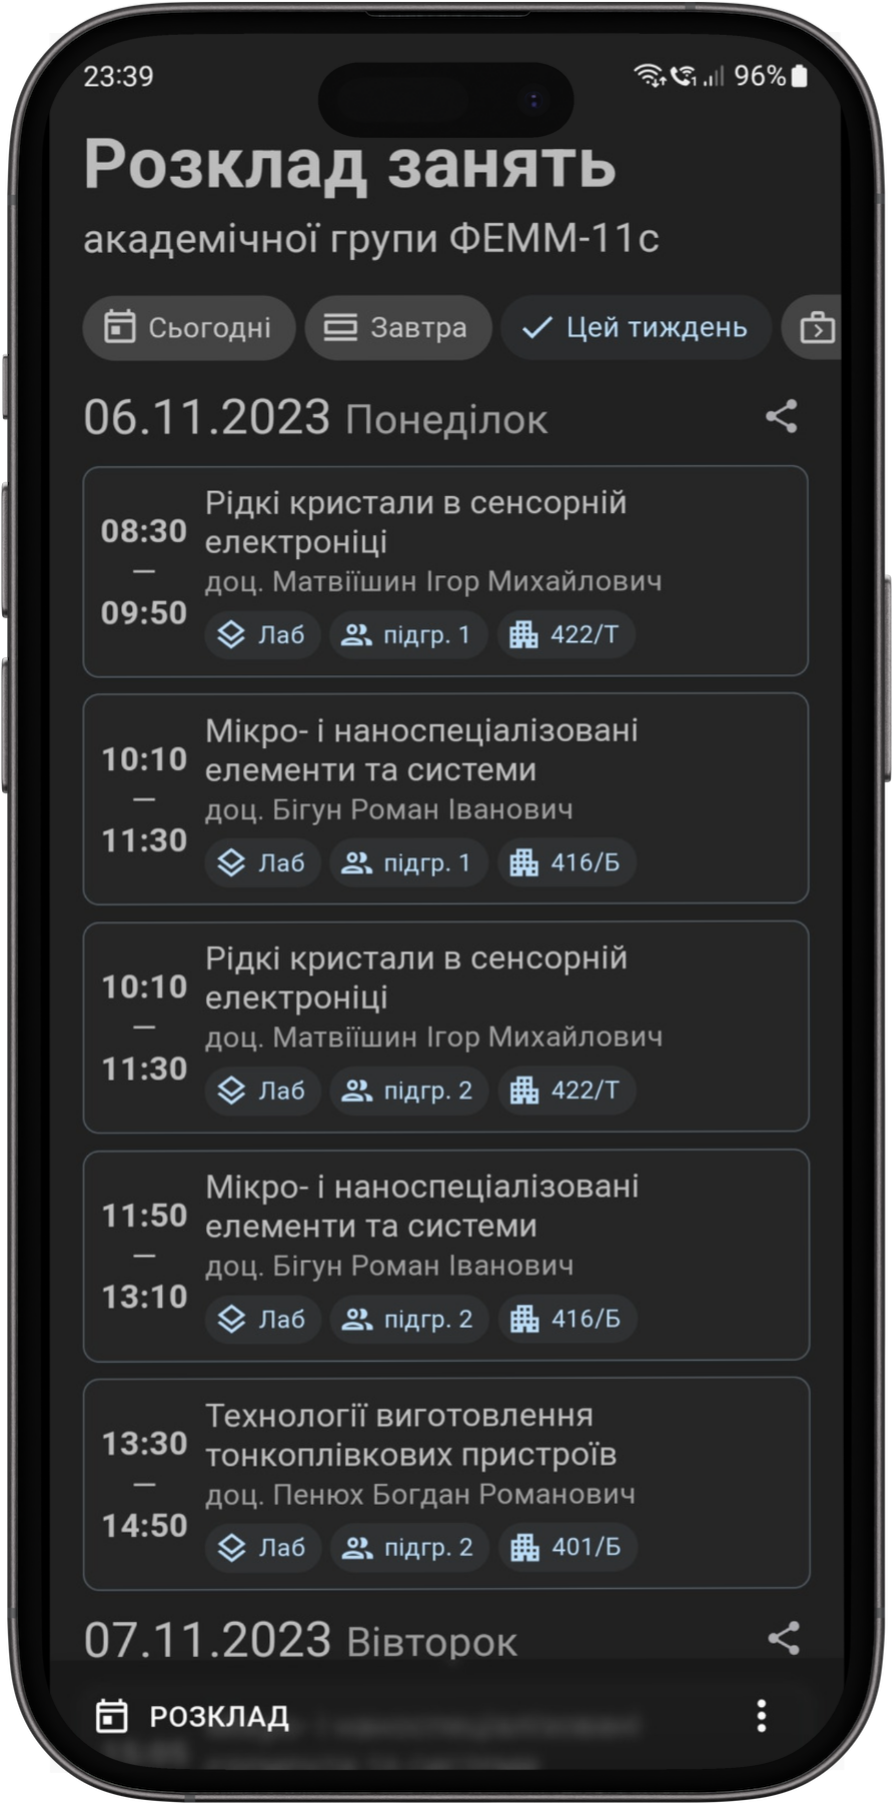 23:39
96%
Розклад занять
академічної групи ФЕММ-11с
Сьогодні
Завтра
Цей тиждень
06.11.2023 Понеділок
08:30
—
09:50
Рідкі кристали в сенсорній
електроніці
доц. Матвіїшин Ігор Михайлович
Лаб
підгр. 1
422/Т
10:10
—
11:30
Мікро- і наноспеціалізовані
елементи та системи
доц. Бігун Роман Іванович
Лаб
підгр. 1
416/Б
10:10
—
11:30
Рідкі кристали в сенсорній
електроніці
доц. Матвіїшин Ігор Михайлович
Лаб
підгр. 2
422/Т
11:50
—
13:10
Мікро- і наноспеціалізовані
елементи та системи
доц. Бігун Роман Іванович
Лаб
підгр. 2
416/Б
13:30
—
14:50
Технології виготовлення
тонкоплівкових пристроїв
доц. Пенюх Богдан Романович
Лаб
підгр. 2
401/Б
07.11.2023 Вівторок
РОЗКЛАД